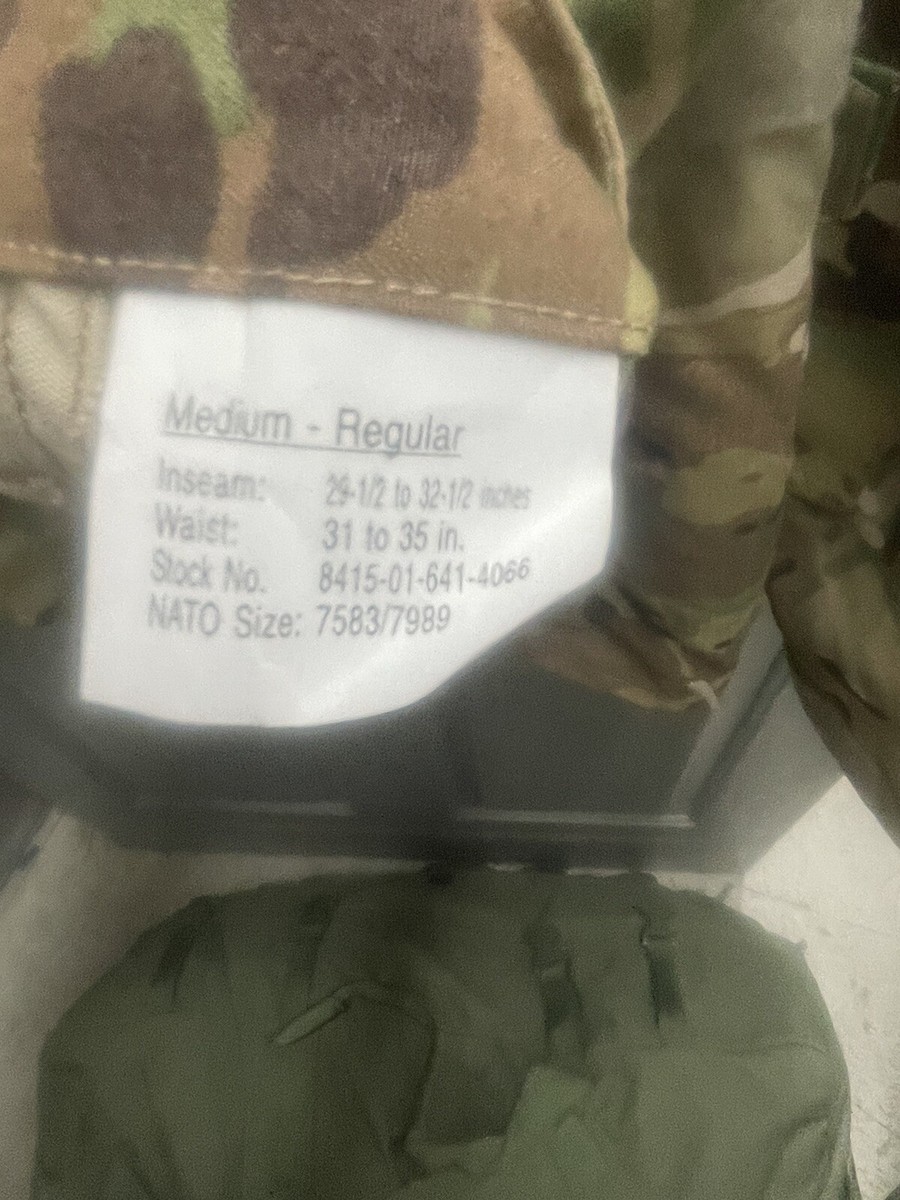 Medium - Regular
Inseam: 29-1/2 to 32-1/2 inches
Waist: 31 to 35 in.
Stock No. 8415-01-641-4066
NATO Size: 7583/7989